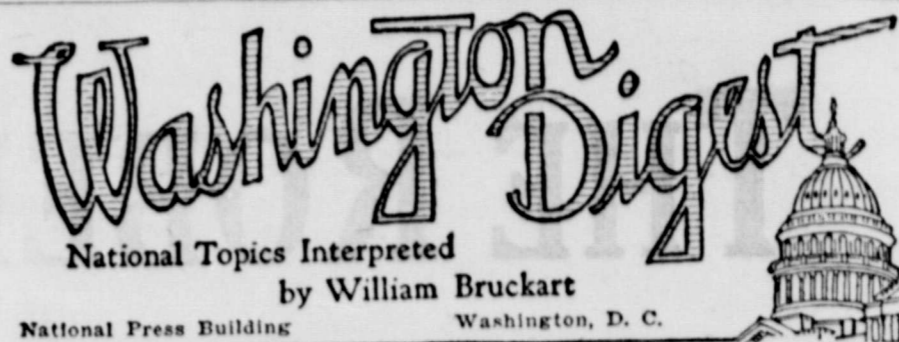 Washington
Digest
National Topics Interpreted
by William Bruckart
National Press Building Washington, D. C.